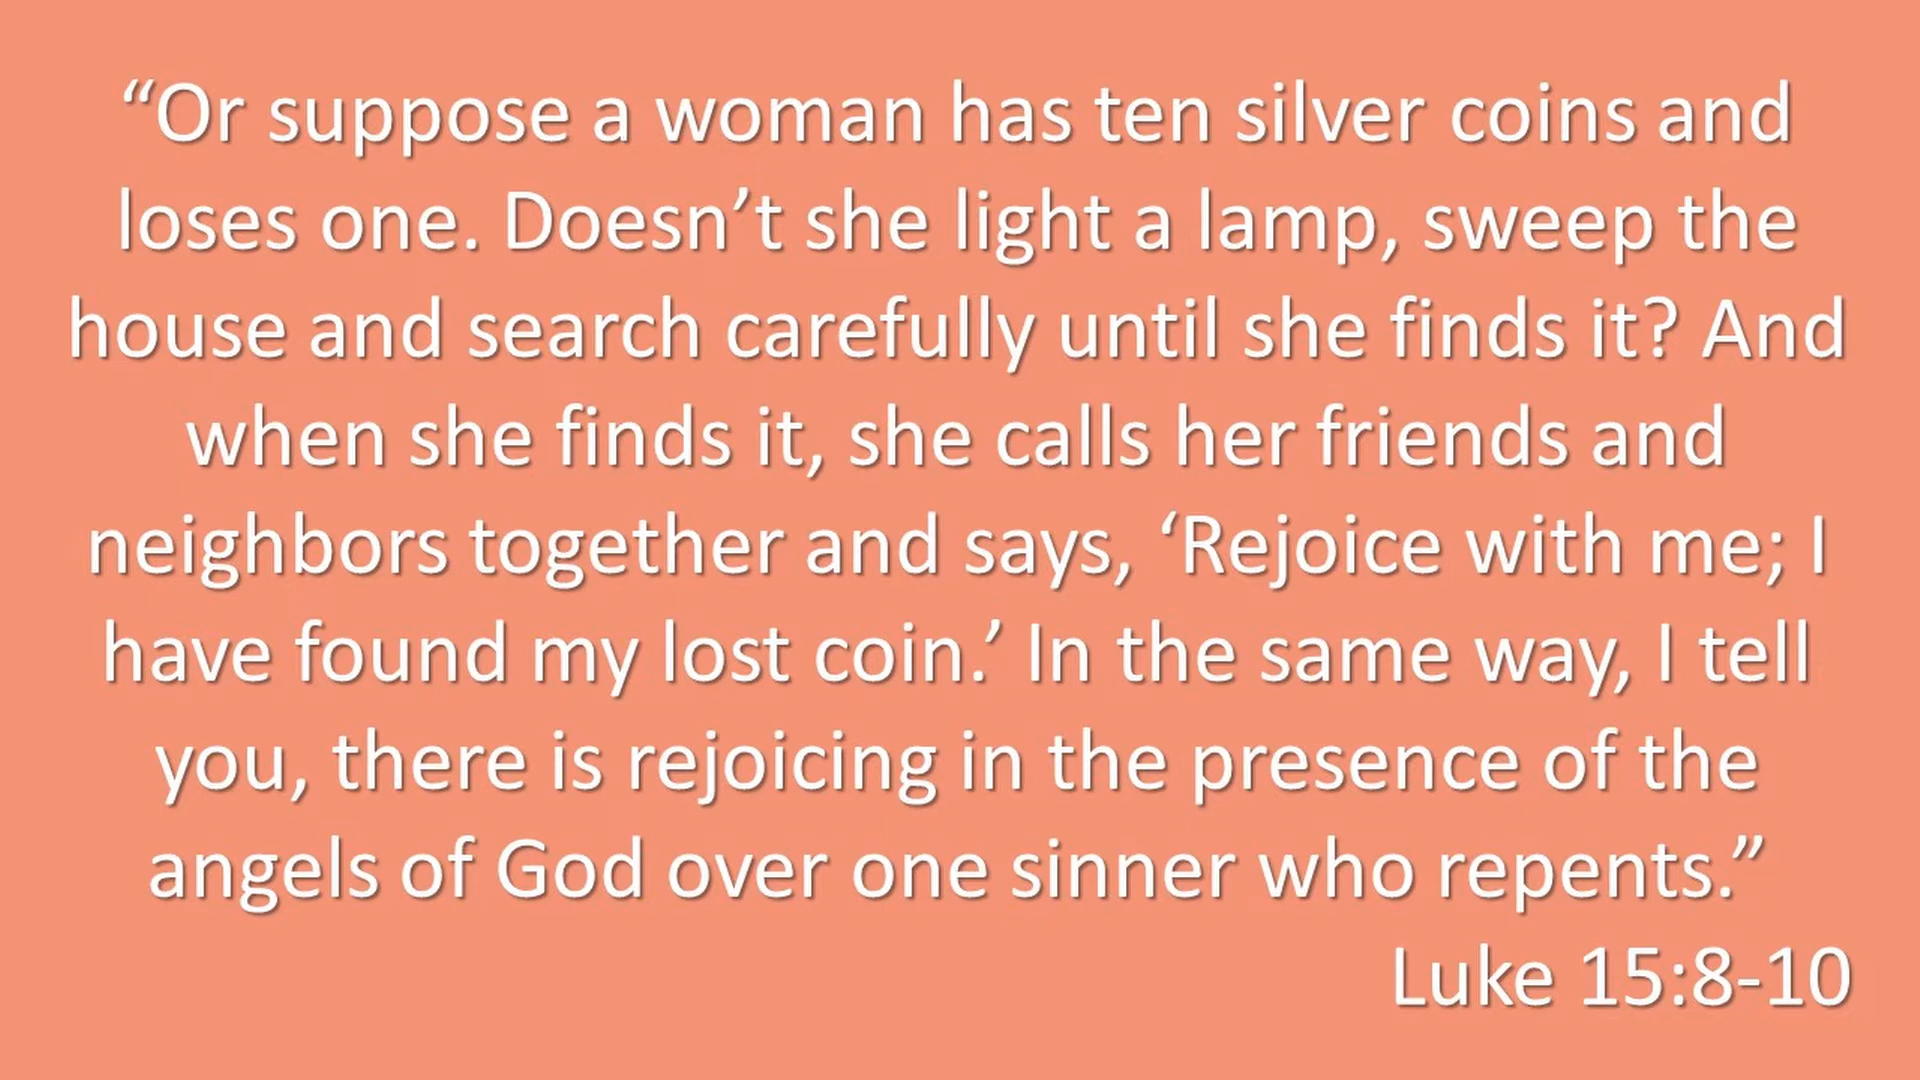 “Or suppose a woman has ten silver coins and
loses one. Doesn’t she light a lamp, sweep the
house and search carefully until she finds it? And
when she finds it, she calls her friends and
neighbors together and says, ‘Rejoice with me; I
have found my lost coin.’ In the same way, I tell
you, there is rejoicing in the presence of the
angels of God over one sinner who repents.”
Luke 15:8-10